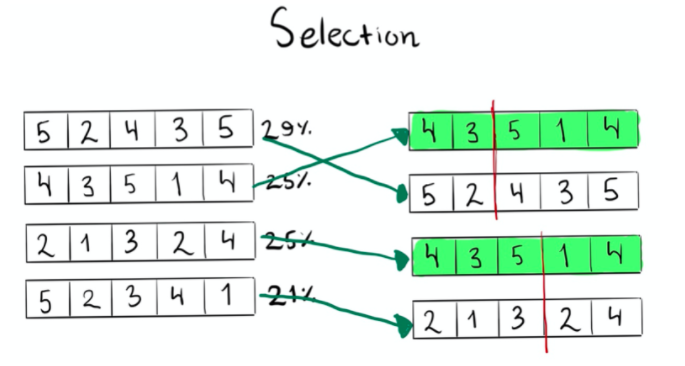 Selection
5 2 4 3 5 29%
4 3 5 1 4 25%
2 1 3 2 4 25%
5 2 3 4 1 21%
4 3 5 1 4
5 2 4 3 5
4 3 5 1 4
2 1 3 2 4